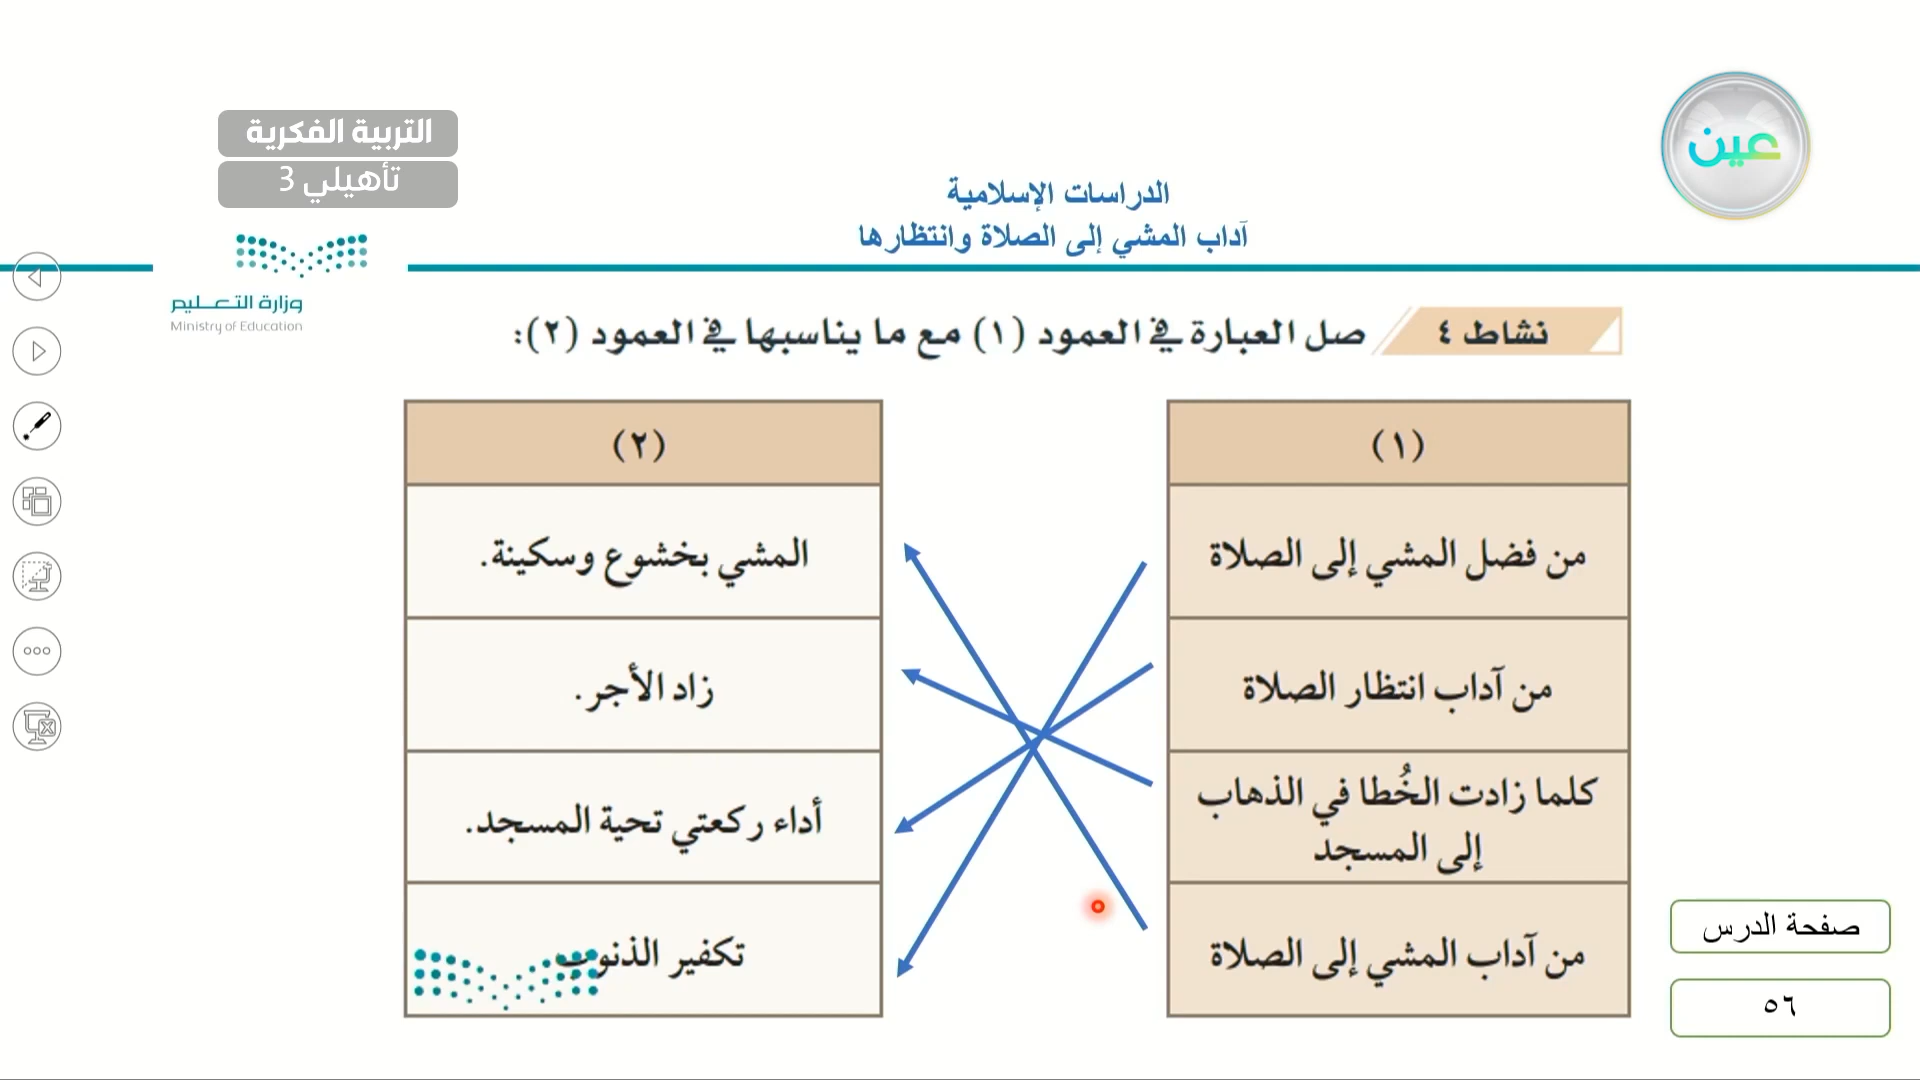 التربية الفكرية
تأهيلي 3
عين
الدراسات الإسلامية
آداب المشي إلى الصلاة وانتظارها
وزارة التعليم
Ministry of Education
نشاط ٤ صل العبارة في العمود (١) مع ما يناسبها في العمود (٢):
(١)
من فضل المشي إلى الصلاة
من آداب انتظار الصلاة
كلما زادت الخُطا في الذهاب
إلى المسجد
من آداب المشي إلى الصلاة
(٢)
المشي بخشوع وسكينة.
زاد الأجر.
أداء ركعتي تحية المسجد.
تكفير الذنوب
صفحة الدرس
٥٦